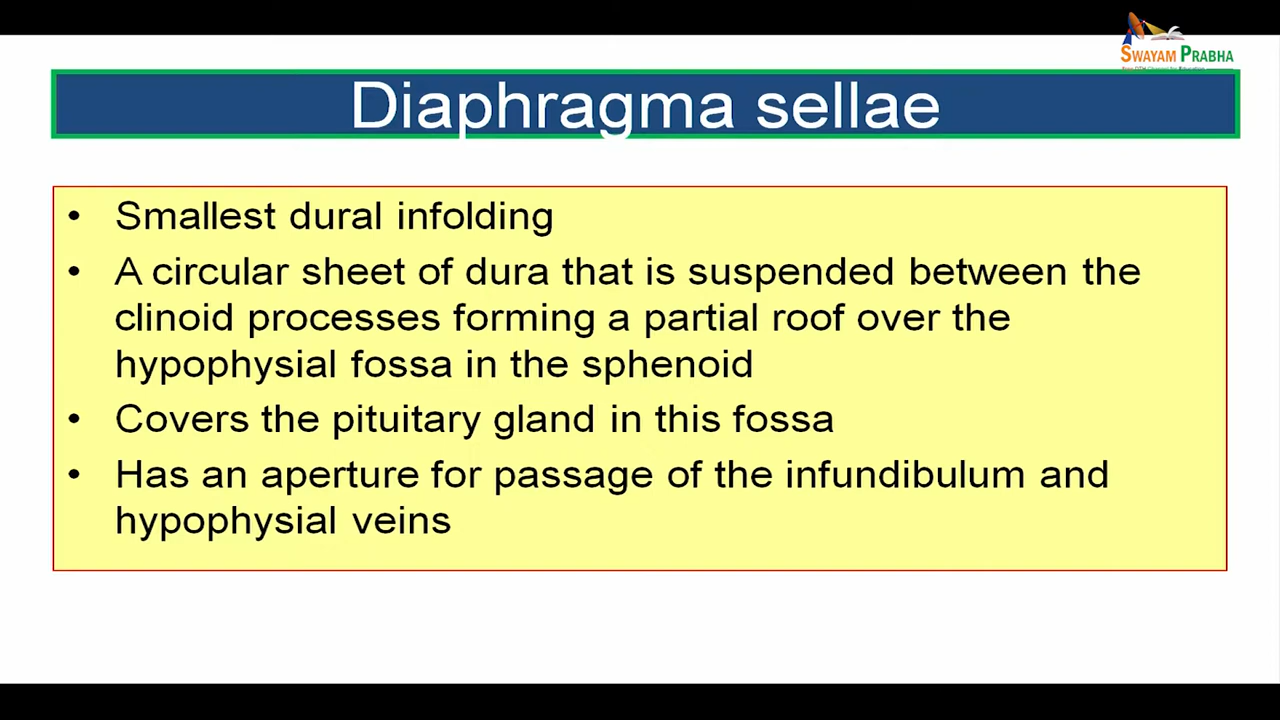 SWAYAM PRABHA
Diaphragma sellae
• Smallest dural infolding
• A circular sheet of dura that is suspended between the
clinoid processes forming a partial roof over the
hypophysial fossa in the sphenoid
• Covers the pituitary gland in this fossa
• Has an aperture for passage of the infundibulum and
hypophysial veins